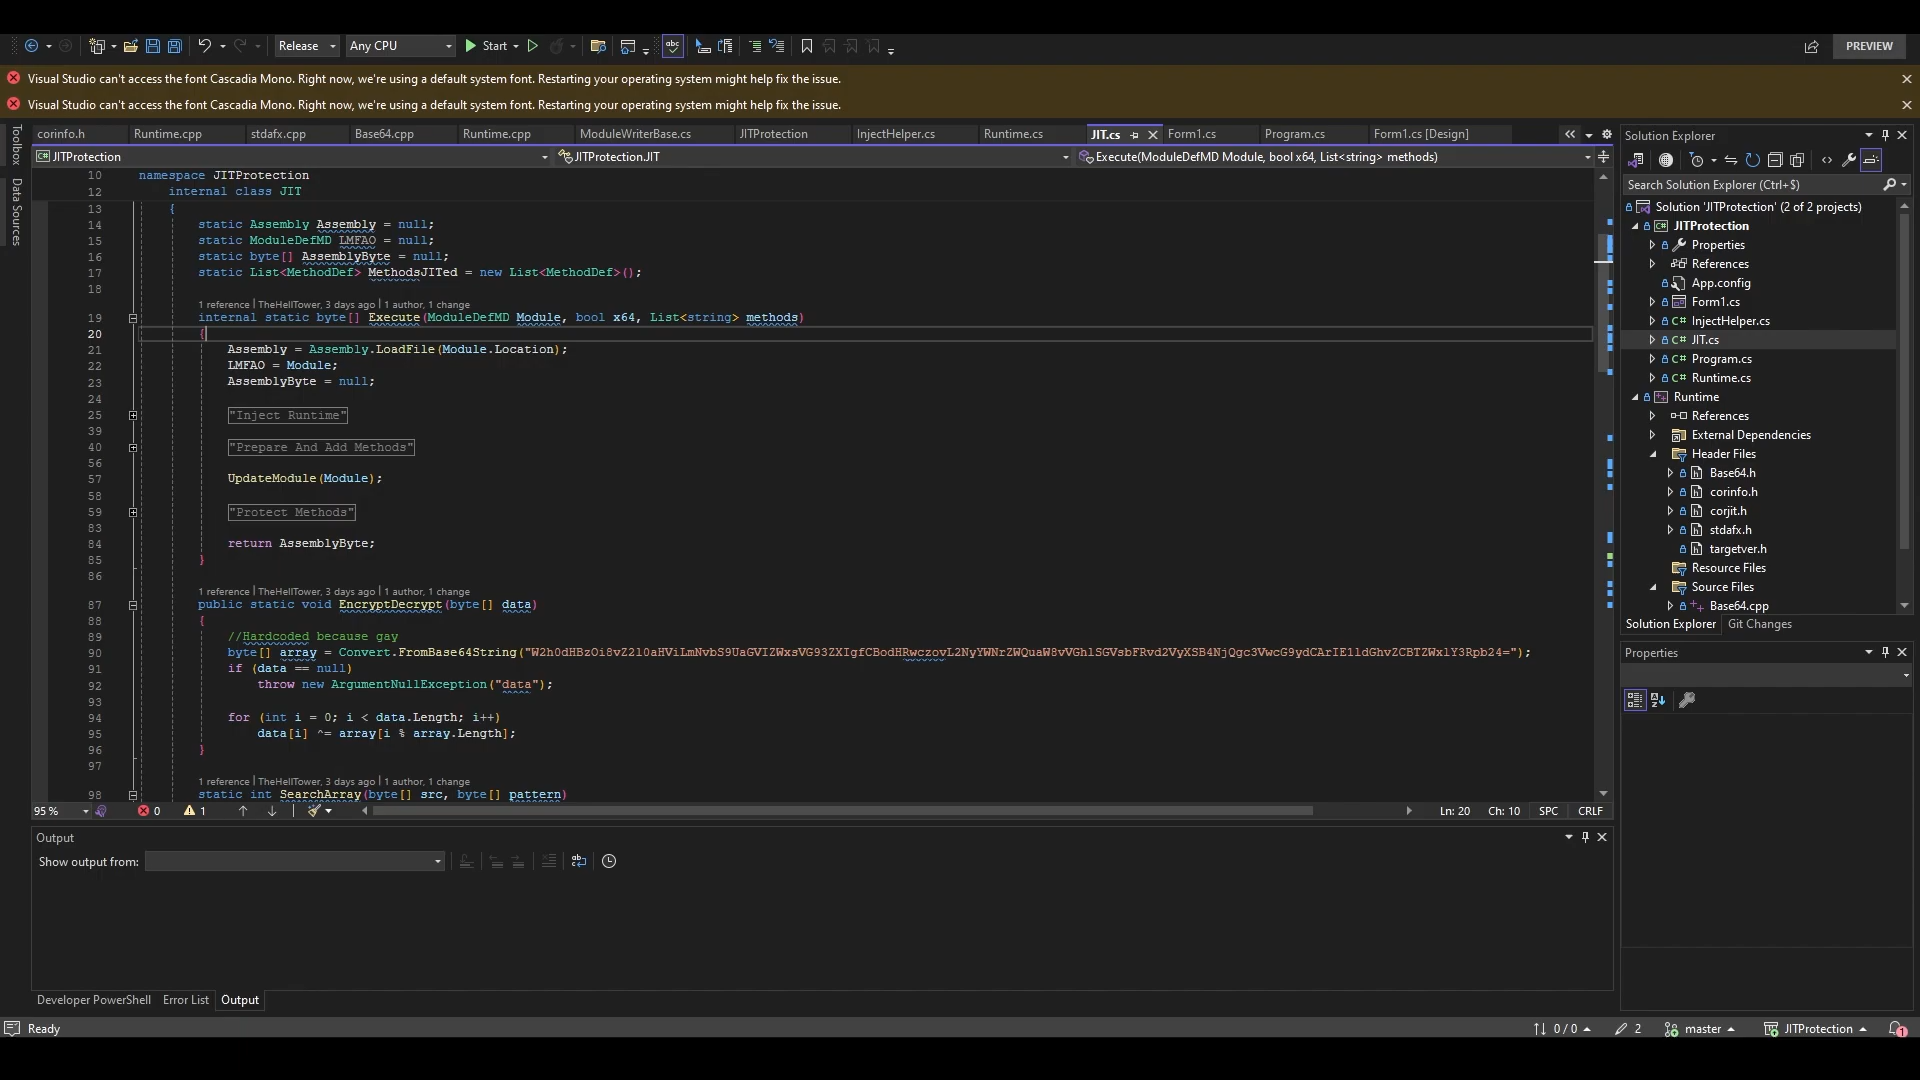 Release
Any CPU
Start
PREVIEW
Visual Studio can't access the font Cascadia Mono. Right now, we're using a default system font. Restarting your operating system might help fix the issue.
Visual Studio can't access the font Cascadia Mono. Right now, we're using a default system font. Restarting your operating system might help fix the issue.
Toolbox
Data Sources
corinfo.h
Runtime.cpp
stdafx.cpp
Base64.cpp
Runtime.cpp
ModuleWriterBase.cs
JITProtection
InjectHelper.cs
Runtime.cs
JIT.cs
Form1.cs
Program.cs
Form1.cs [Design]
JITProtection
JITProtection.JIT
Execute(ModuleDefMD Module, bool x64, List<string> methods)
10 namespace JITProtection
12 internal class JIT
13 {
14 static Assembly Assembly = null;
15 static ModuleDefMD LMFAO = null;
16 static byte[] AssemblyByte = null;
17 static List<MethodDef> MethodsJITed = new List<MethodDef>();
18
1 reference | TheHellTower, 3 days ago | 1 author, 1 change
19 internal static byte[] Execute(ModuleDefMD Module, bool x64, List<string> methods)
20 {
21 Assembly = Assembly.LoadFile(Module.Location);
22 LMFAO = Module;
23 AssemblyByte = null;
24
25 "Inject Runtime"
39
40 "Prepare And Add Methods"
56
57 UpdateModule(Module);
58
59 "Protect Methods"
83
84 return AssemblyByte;
85 }
86
1 reference | TheHellTower, 3 days ago | 1 author, 1 change
87 public static void EncryptDecrypt(byte[] data)
88 {
89 //Hardcoded because gay
90 byte[] array = Convert.FromBase64String("W2h0dHBzOi8vZ2l0aHViLmNvbS9UaGVIZWxsVG93ZXIgfCBodHRwczovL2NyYWNrZWQuaW8vVGhlSGVsbFRvd2VyXSB4NjQgc3VwcG9ydCArIE1ldGhvZCBTZWxlY3Rpb24=");
91 if (data == null)
92 throw new ArgumentNullException("data");
93
94 for (int i = 0; i < data.Length; i++)
95 data[i] ^= array[i % array.Length];
96 }
97
1 reference | TheHellTower, 3 days ago | 1 author, 1 change
98 static int SearchArray(byte[] src, byte[] pattern)
95 %
0
1
Ln: 20
Ch: 10
SPC
CRLF
Output
Show output from:
Developer PowerShell
Error List
Output
Solution Explorer
Search Solution Explorer (Ctrl+$)
Solution 'JITProtection' (2 of 2 projects)
JITProtection
Properties
References
App.config
Form1.cs
C# InjectHelper.cs
C# JIT.cs
C# Program.cs
C# Runtime.cs
Runtime
References
External Dependencies
Header Files
Base64.h
corinfo.h
corjit.h
stdafx.h
targetver.h
Resource Files
Source Files
Base64.cpp
Solution Explorer
Git Changes
Properties
Ready
0 / 0
2
master
JITProtection
1